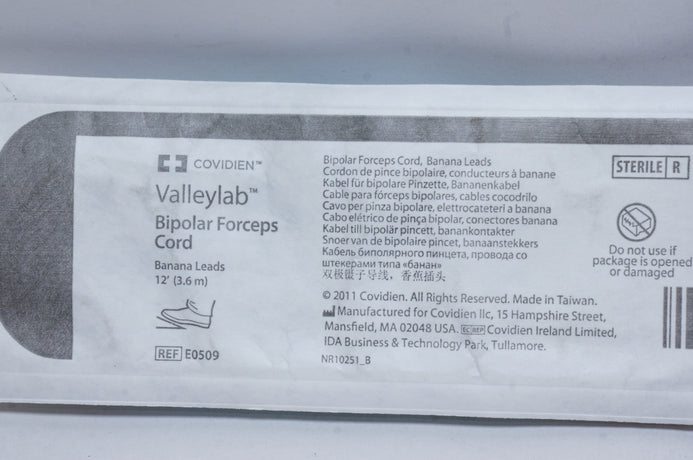 COVIDIEN™
Valleylab™
Bipolar Forceps
Cord
Banana Leads
12' (3.6 m)
REF E0509
Bipolar Forceps Cord, Banana Leads
Cordon de pince bipolaire, conducteurs à banane
Kabel für bipolare Pinzette, Bananenkabel
Cable para fórceps bipolares, cables cocodrilo
Cavo per pinza bipolare, elettrocateteri a banana
Cabo elétrico de pinça bipolar, conectores banana
Kabel till bipolär pincett, banankontakter
Snoer van de bipolaire pincet, banaanstekkers
Кабель биполярного пинцета, провода со
штекерами типа «банан»
双极镊子导线，香蕉插头
© 2011 Covidien. All Rights Reserved. Made in Taiwan.
Manufactured for Covidien llc, 15 Hampshire Street,
Mansfield, MA 02048 USA. EC REP Covidien Ireland Limited,
IDA Business & Technology Park, Tullamore.
NR10251_B
STERILE R
Do not use if
package is opened
or damaged